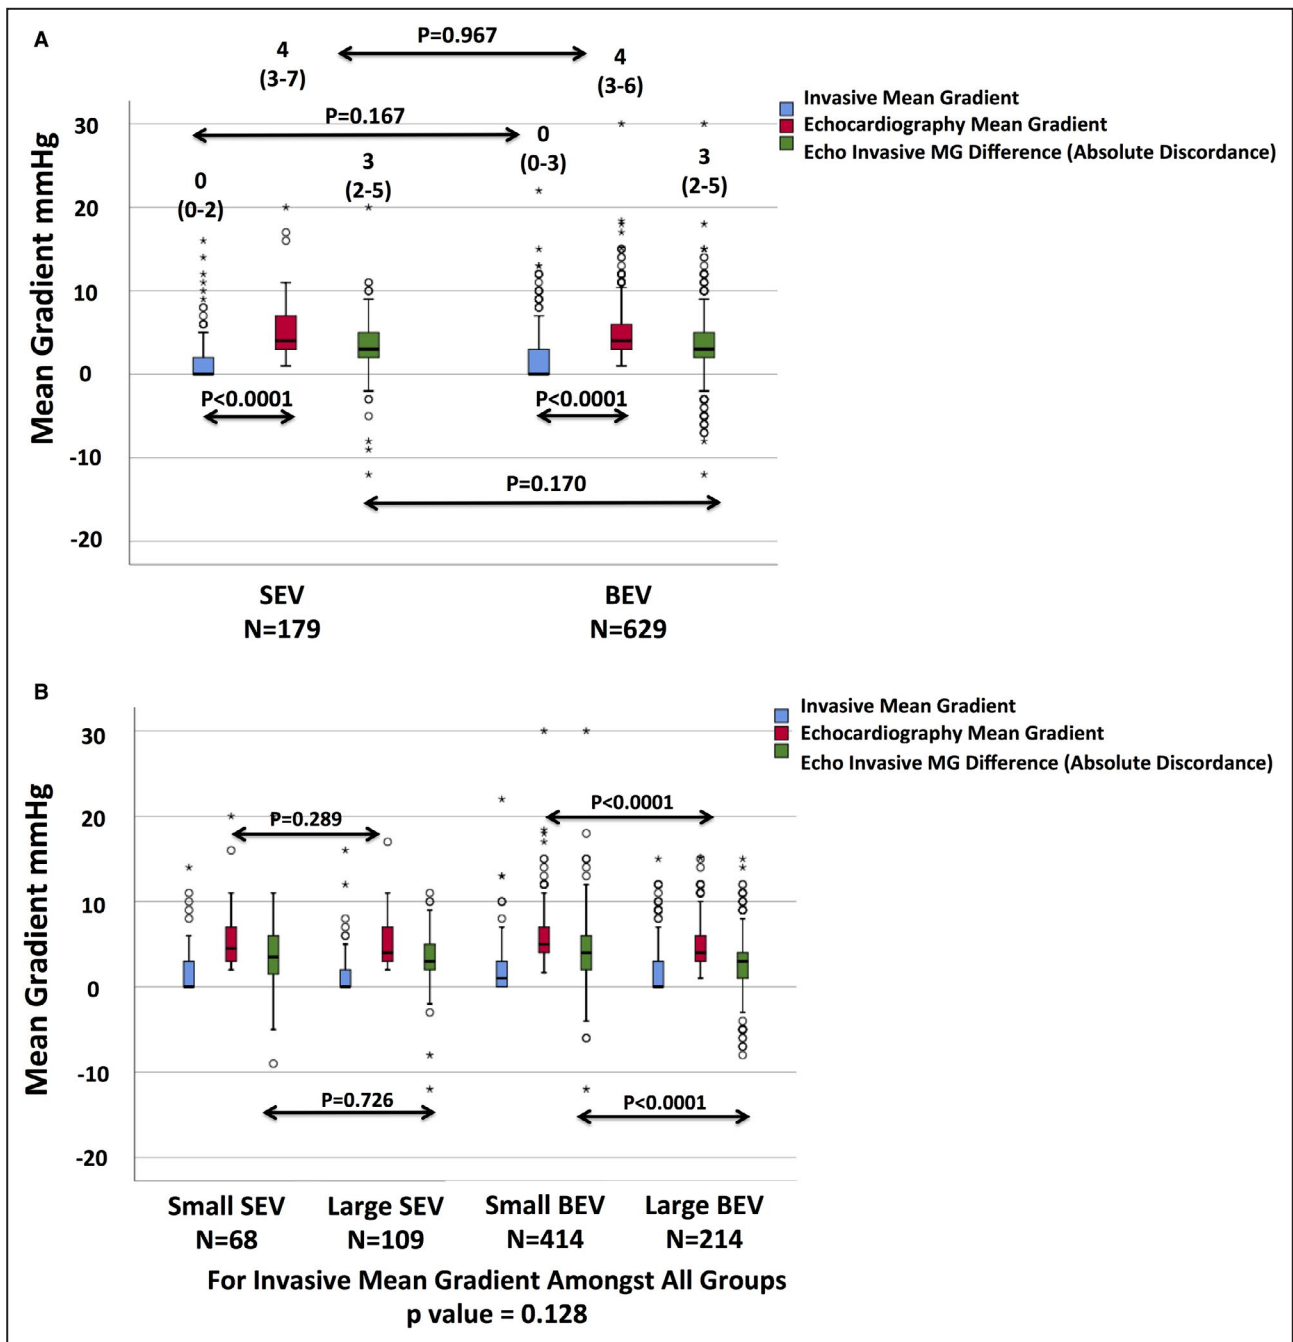 A
P=0.967
4
(3-7)
4
(3-6)
Invasive Mean Gradient
Echocardiography Mean Gradient
Echo Invasive MG Difference (Absolute Discordance)
P=0.167
0
(0-2)
3
(2-5)
0
(0-3)
3
(2-5)
Mean Gradient mmHg
30
20
10
0
-10
-20
P<0.0001
P<0.0001
P=0.170
SEV
N=179
BEV
N=629
B
Invasive Mean Gradient
Echocardiography Mean Gradient
Echo Invasive MG Difference (Absolute Discordance)
Mean Gradient mmHg
30
20
10
0
-10
-20
P=0.289
P<0.0001
P=0.726
P<0.0001
Small SEV
N=68
Large SEV
N=109
Small BEV
N=414
Large BEV
N=214
For Invasive Mean Gradient Amongst All Groups
p value = 0.128